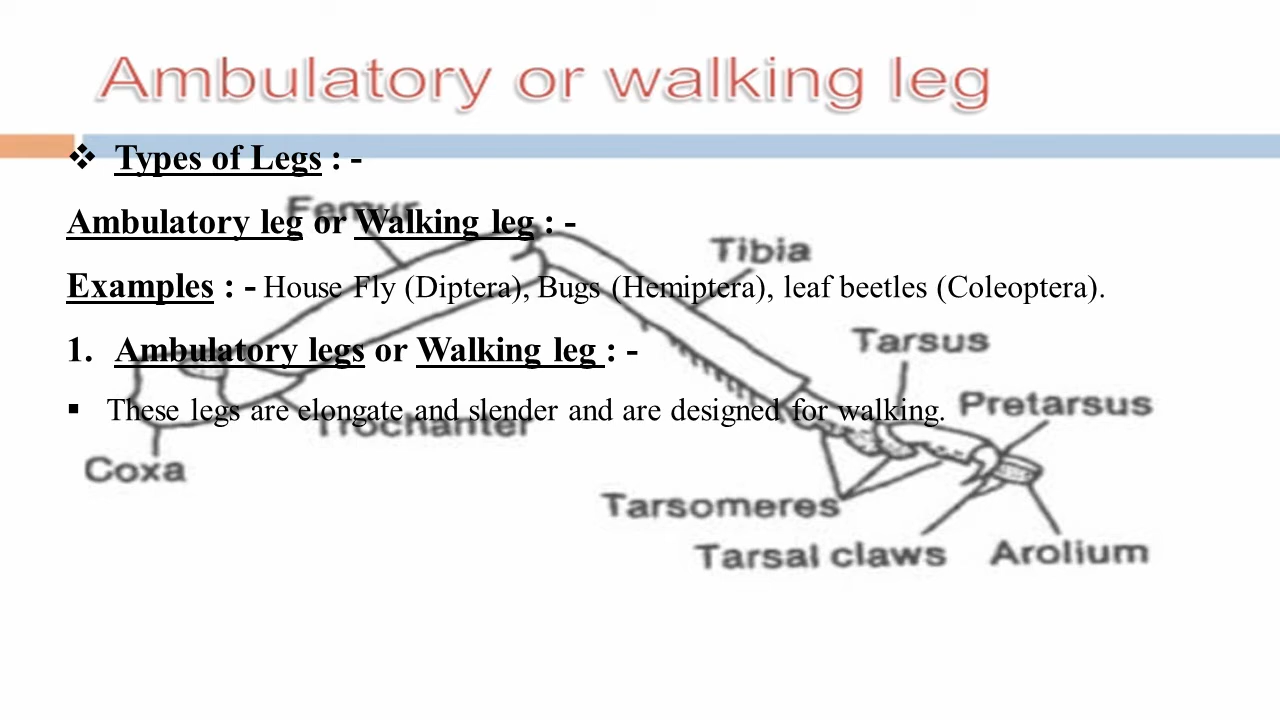 Ambulatory or walking leg
❖ Types of Legs : -
Femur
Ambulatory leg or Walking leg : -
Tibia
Examples : - House Fly (Diptera), Bugs (Hemiptera), leaf beetles (Coleoptera).
Tarsus
1. Ambulatory legs or Walking leg : -
Pretarsus
▪ These legs are elongate and slender and are designed for walking.
Trochanter
Coxa
Tarsomeres
Tarsal claws
Arolium